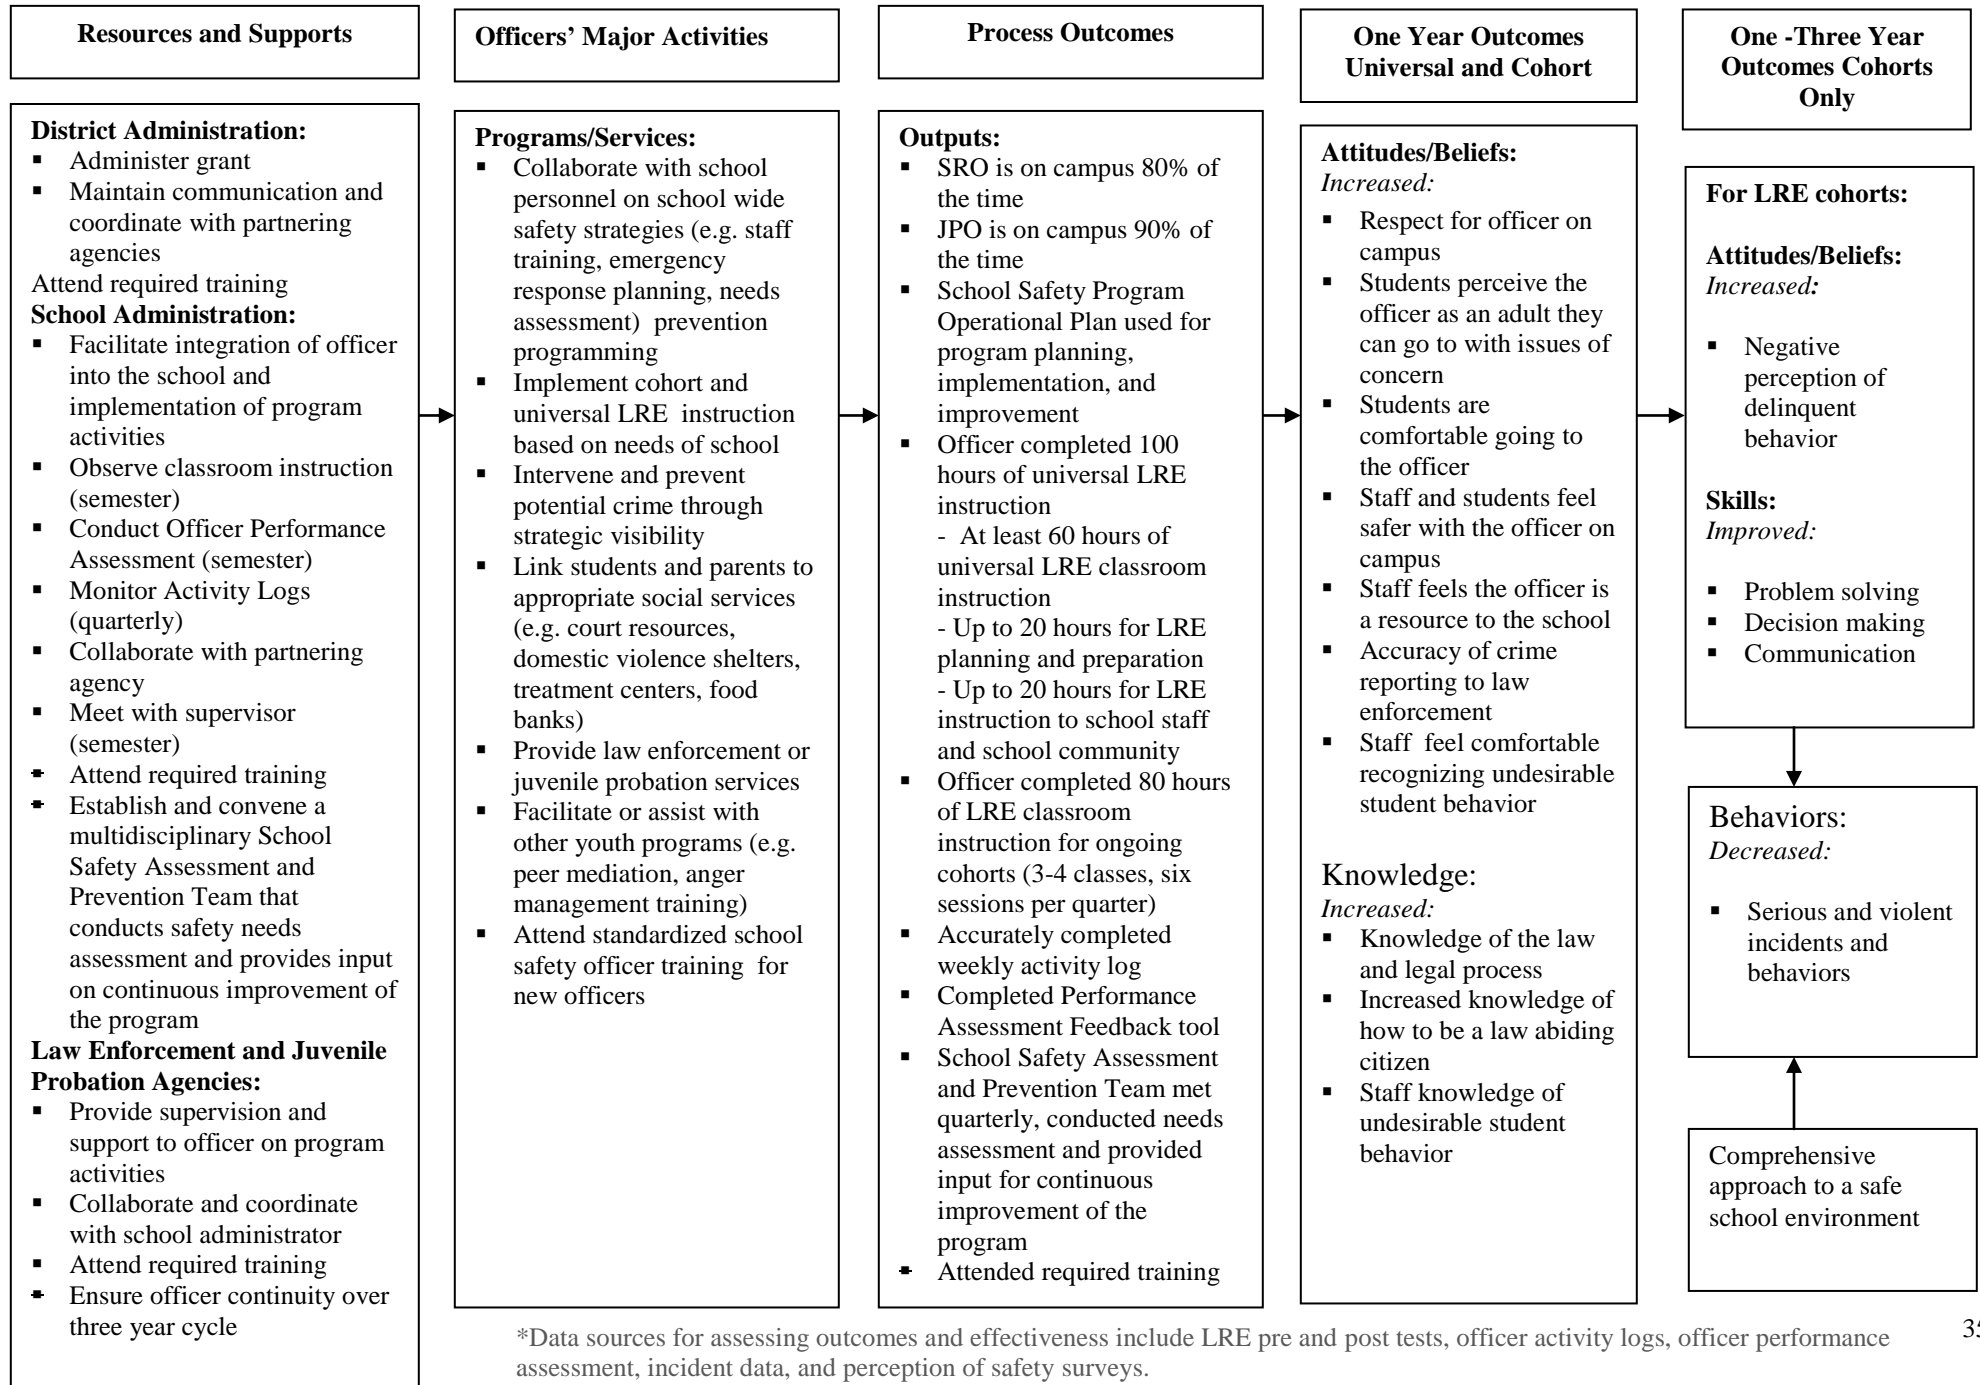 Resources and Supports
District Administration:
▪ Administer grant
▪ Maintain communication and
coordinate with partnering
agencies
Attend required training
School Administration:
▪ Facilitate integration of officer
into the school and
implementation of program
activities
▪ Observe classroom instruction
(semester)
▪ Conduct Officer Performance
Assessment (semester)
▪ Monitor Activity Logs
(quarterly)
▪ Collaborate with partnering
agency
▪ Meet with supervisor
(semester)
▪ Attend required training
▪ Establish and convene a
multidisciplinary School
Safety Assessment and
Prevention Team that
conducts safety needs
assessment and provides input
on continuous improvement of
the program
Law Enforcement and Juvenile
Probation Agencies:
▪ Provide supervision and
support to officer on program
activities
▪ Collaborate and coordinate
with school administrator
▪ Attend required training
▪ Ensure officer continuity over
three year cycle
Officers’ Major Activities
Programs/Services:
▪ Collaborate with school
personnel on school wide
safety strategies (e.g. staff
training, emergency
response planning, needs
assessment) prevention
programming
▪ Implement cohort and
universal LRE instruction
based on needs of school
▪ Intervene and prevent
potential crime through
strategic visibility
▪ Link students and parents to
appropriate social services
(e.g. court resources,
domestic violence shelters,
treatment centers, food
banks)
▪ Provide law enforcement or
juvenile probation services
▪ Facilitate or assist with
other youth programs (e.g.
peer mediation, anger
management training)
▪ Attend standardized school
safety officer training for
new officers
Process Outcomes
Outputs:
▪ SRO is on campus 80% of
the time
▪ JPO is on campus 90% of
the time
▪ School Safety Program
Operational Plan used for
program planning,
implementation, and
improvement
▪ Officer completed 100
hours of universal LRE
instruction
- At least 60 hours of
universal LRE classroom
instruction
- Up to 20 hours for LRE
planning and preparation
- Up to 20 hours for LRE
instruction to school staff
and school community
▪ Officer completed 80 hours
of LRE classroom
instruction for ongoing
cohorts (3-4 classes, six
sessions per quarter)
▪ Accurately completed
weekly activity log
▪ Completed Performance
Assessment Feedback tool
▪ School Safety Assessment
and Prevention Team met
quarterly, conducted needs
assessment and provided
input for continuous
improvement of the
program
▪ Attended required training
One Year Outcomes
Universal and Cohort
Attitudes/Beliefs:
Increased:
▪ Respect for officer on
campus
▪ Students perceive the
officer as an adult they
can go to with issues of
concern
▪ Students are
comfortable going to
the officer
▪ Staff and students feel
safer with the officer on
campus
▪ Staff feels the officer is
a resource to the school
▪ Accuracy of crime
reporting to law
enforcement
▪ Staff feel comfortable
recognizing undesirable
student behavior
Knowledge:
Increased:
▪ Knowledge of the law
and legal process
▪ Increased knowledge of
how to be a law abiding
citizen
▪ Staff knowledge of
undesirable student
behavior
One -Three Year
Outcomes Cohorts
Only
For LRE cohorts:
Attitudes/Beliefs:
Increased:
▪ Negative
perception of
delinquent
behavior
Skills:
Improved:
▪ Problem solving
▪ Decision making
▪ Communication
Behaviors:
Decreased:
▪ Serious and violent
incidents and
behaviors
Comprehensive
approach to a safe
school environment
*Data sources for assessing outcomes and effectiveness include LRE pre and post tests, officer activity logs, officer performance
assessment, incident data, and perception of safety surveys.